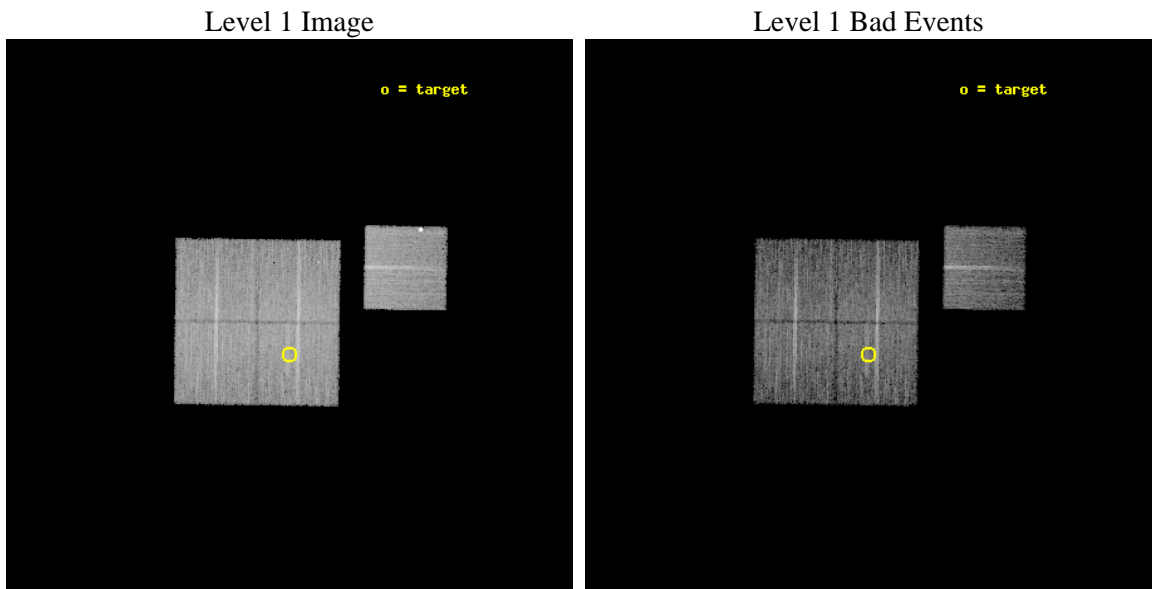 Level 1 Image
Level 1 Bad Events
o = target
o = target